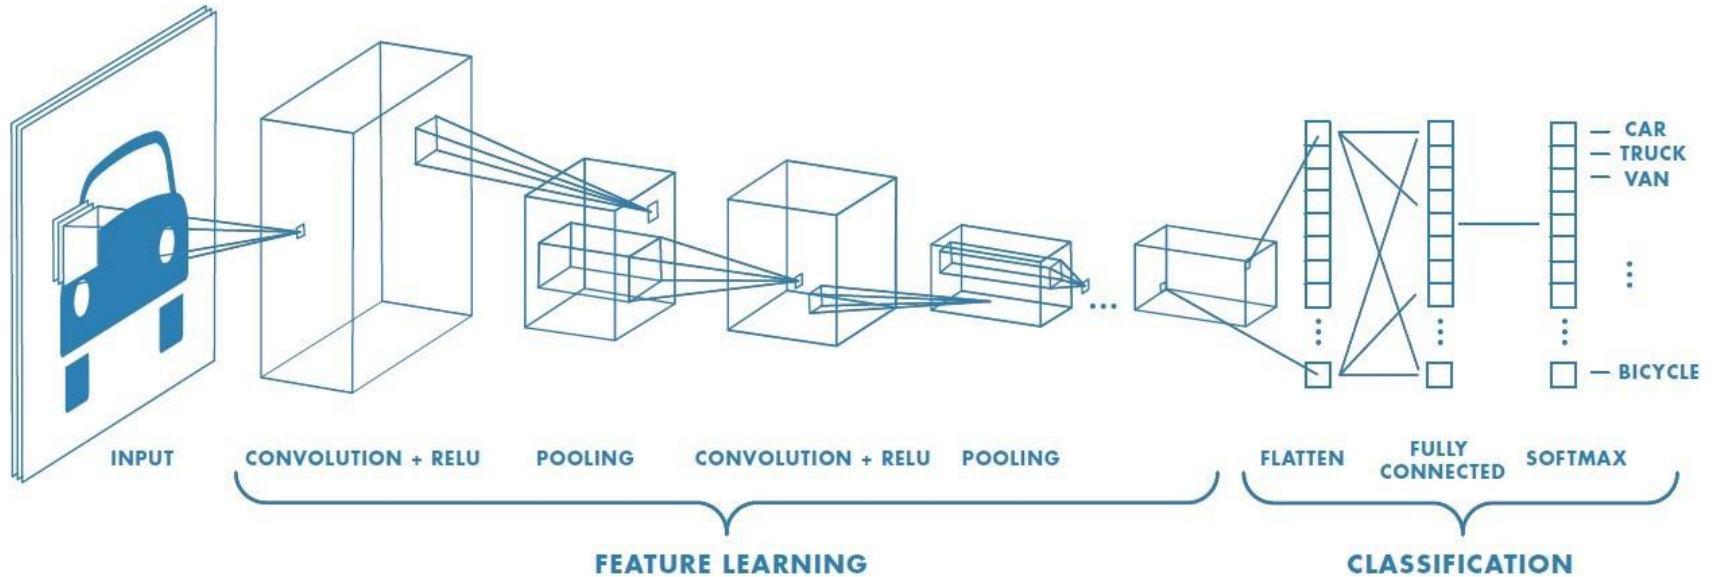 CAR
TRUCK
VAN
BICYCLE
INPUT
CONVOLUTION + RELU
POOLING
CONVOLUTION + RELU
POOLING
FLATTEN
FULLY
CONNECTED
SOFTMAX
FEATURE LEARNING
CLASSIFICATION